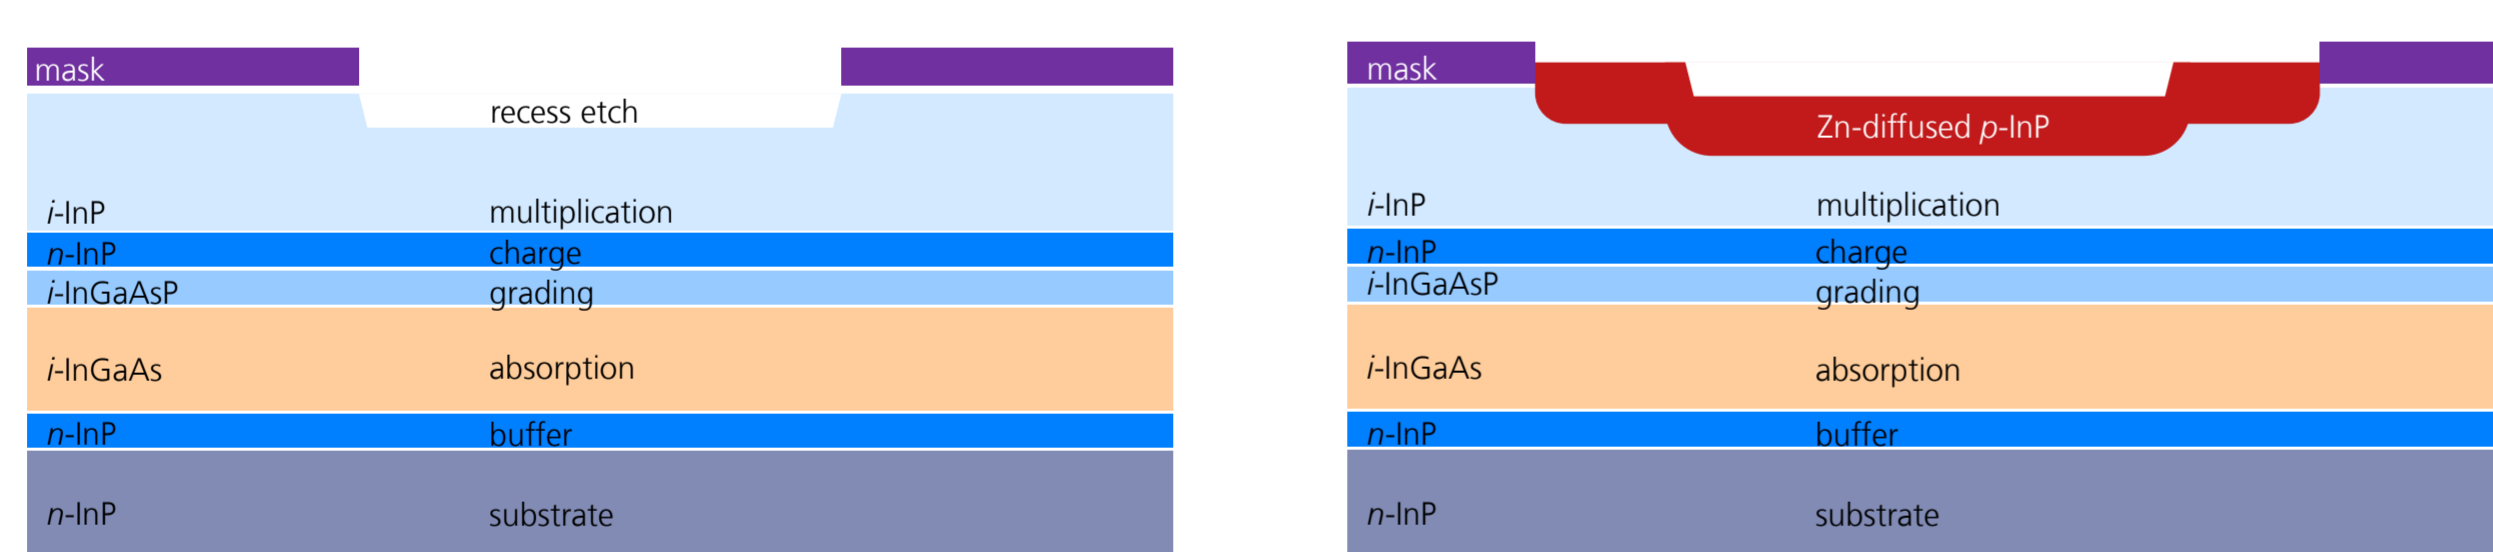 mask
recess etch
i-InP multiplication
n-InP charge
i-InGaAsP grading
i-InGaAs absorption
n-InP buffer
n-InP substrate
mask
Zn-diffused p-InP
i-InP multiplication
n-InP charge
i-InGaAsP grading
i-InGaAs absorption
n-InP buffer
n-InP substrate